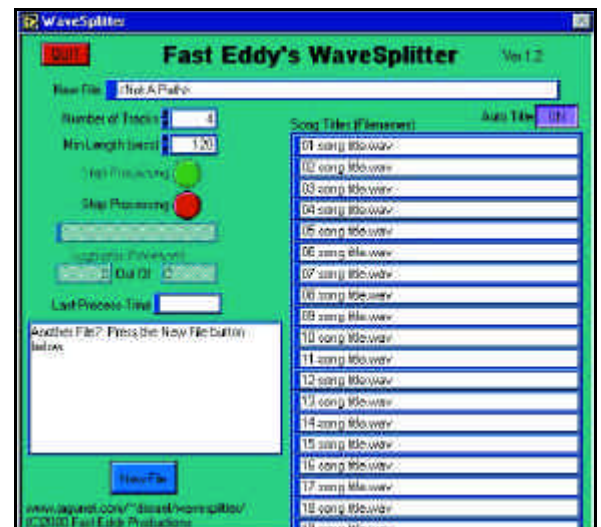 WaveSplitter
QUIT
Fast Eddy's WaveSplitter
Ver 1.2
New File
<Not A Path>
Number of Tracks
4
Auto Title
ON
Min Length (secs)
120
Song Titles (Filenames)
Start Processing
Stop Processing
0 Out Of 0
Last Process Time
Another File? Press the New File button
below.
New File
01 song title.wav
02 song title.wav
03 song title.wav
04 song title.wav
05 song title.wav
06 song title.wav
07 song title.wav
08 song title.wav
09 song title.wav
10 song title.wav
11 song title.wav
12 song title.wav
13 song title.wav
14 song title.wav
15 song title.wav
16 song title.wav
17 song title.wav
18 song title.wav
(C)2000 Fast Eddy Productions